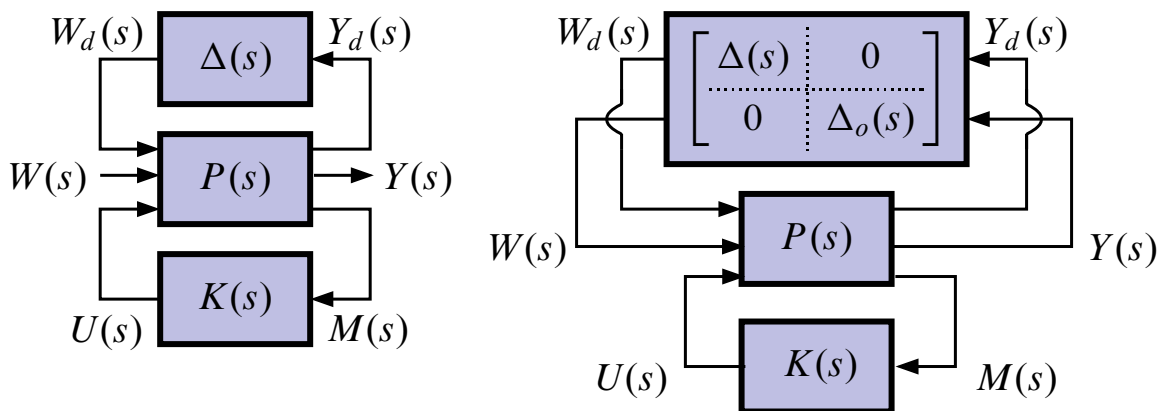 W_d(s) Δ(s) Y_d(s)
W(s) P(s) Y(s)
K(s)
U(s) M(s)
W_d(s) Δ(s) 0 Y_d(s)
0 Δ_o(s)
W(s) P(s) Y(s)
U(s) K(s) M(s)